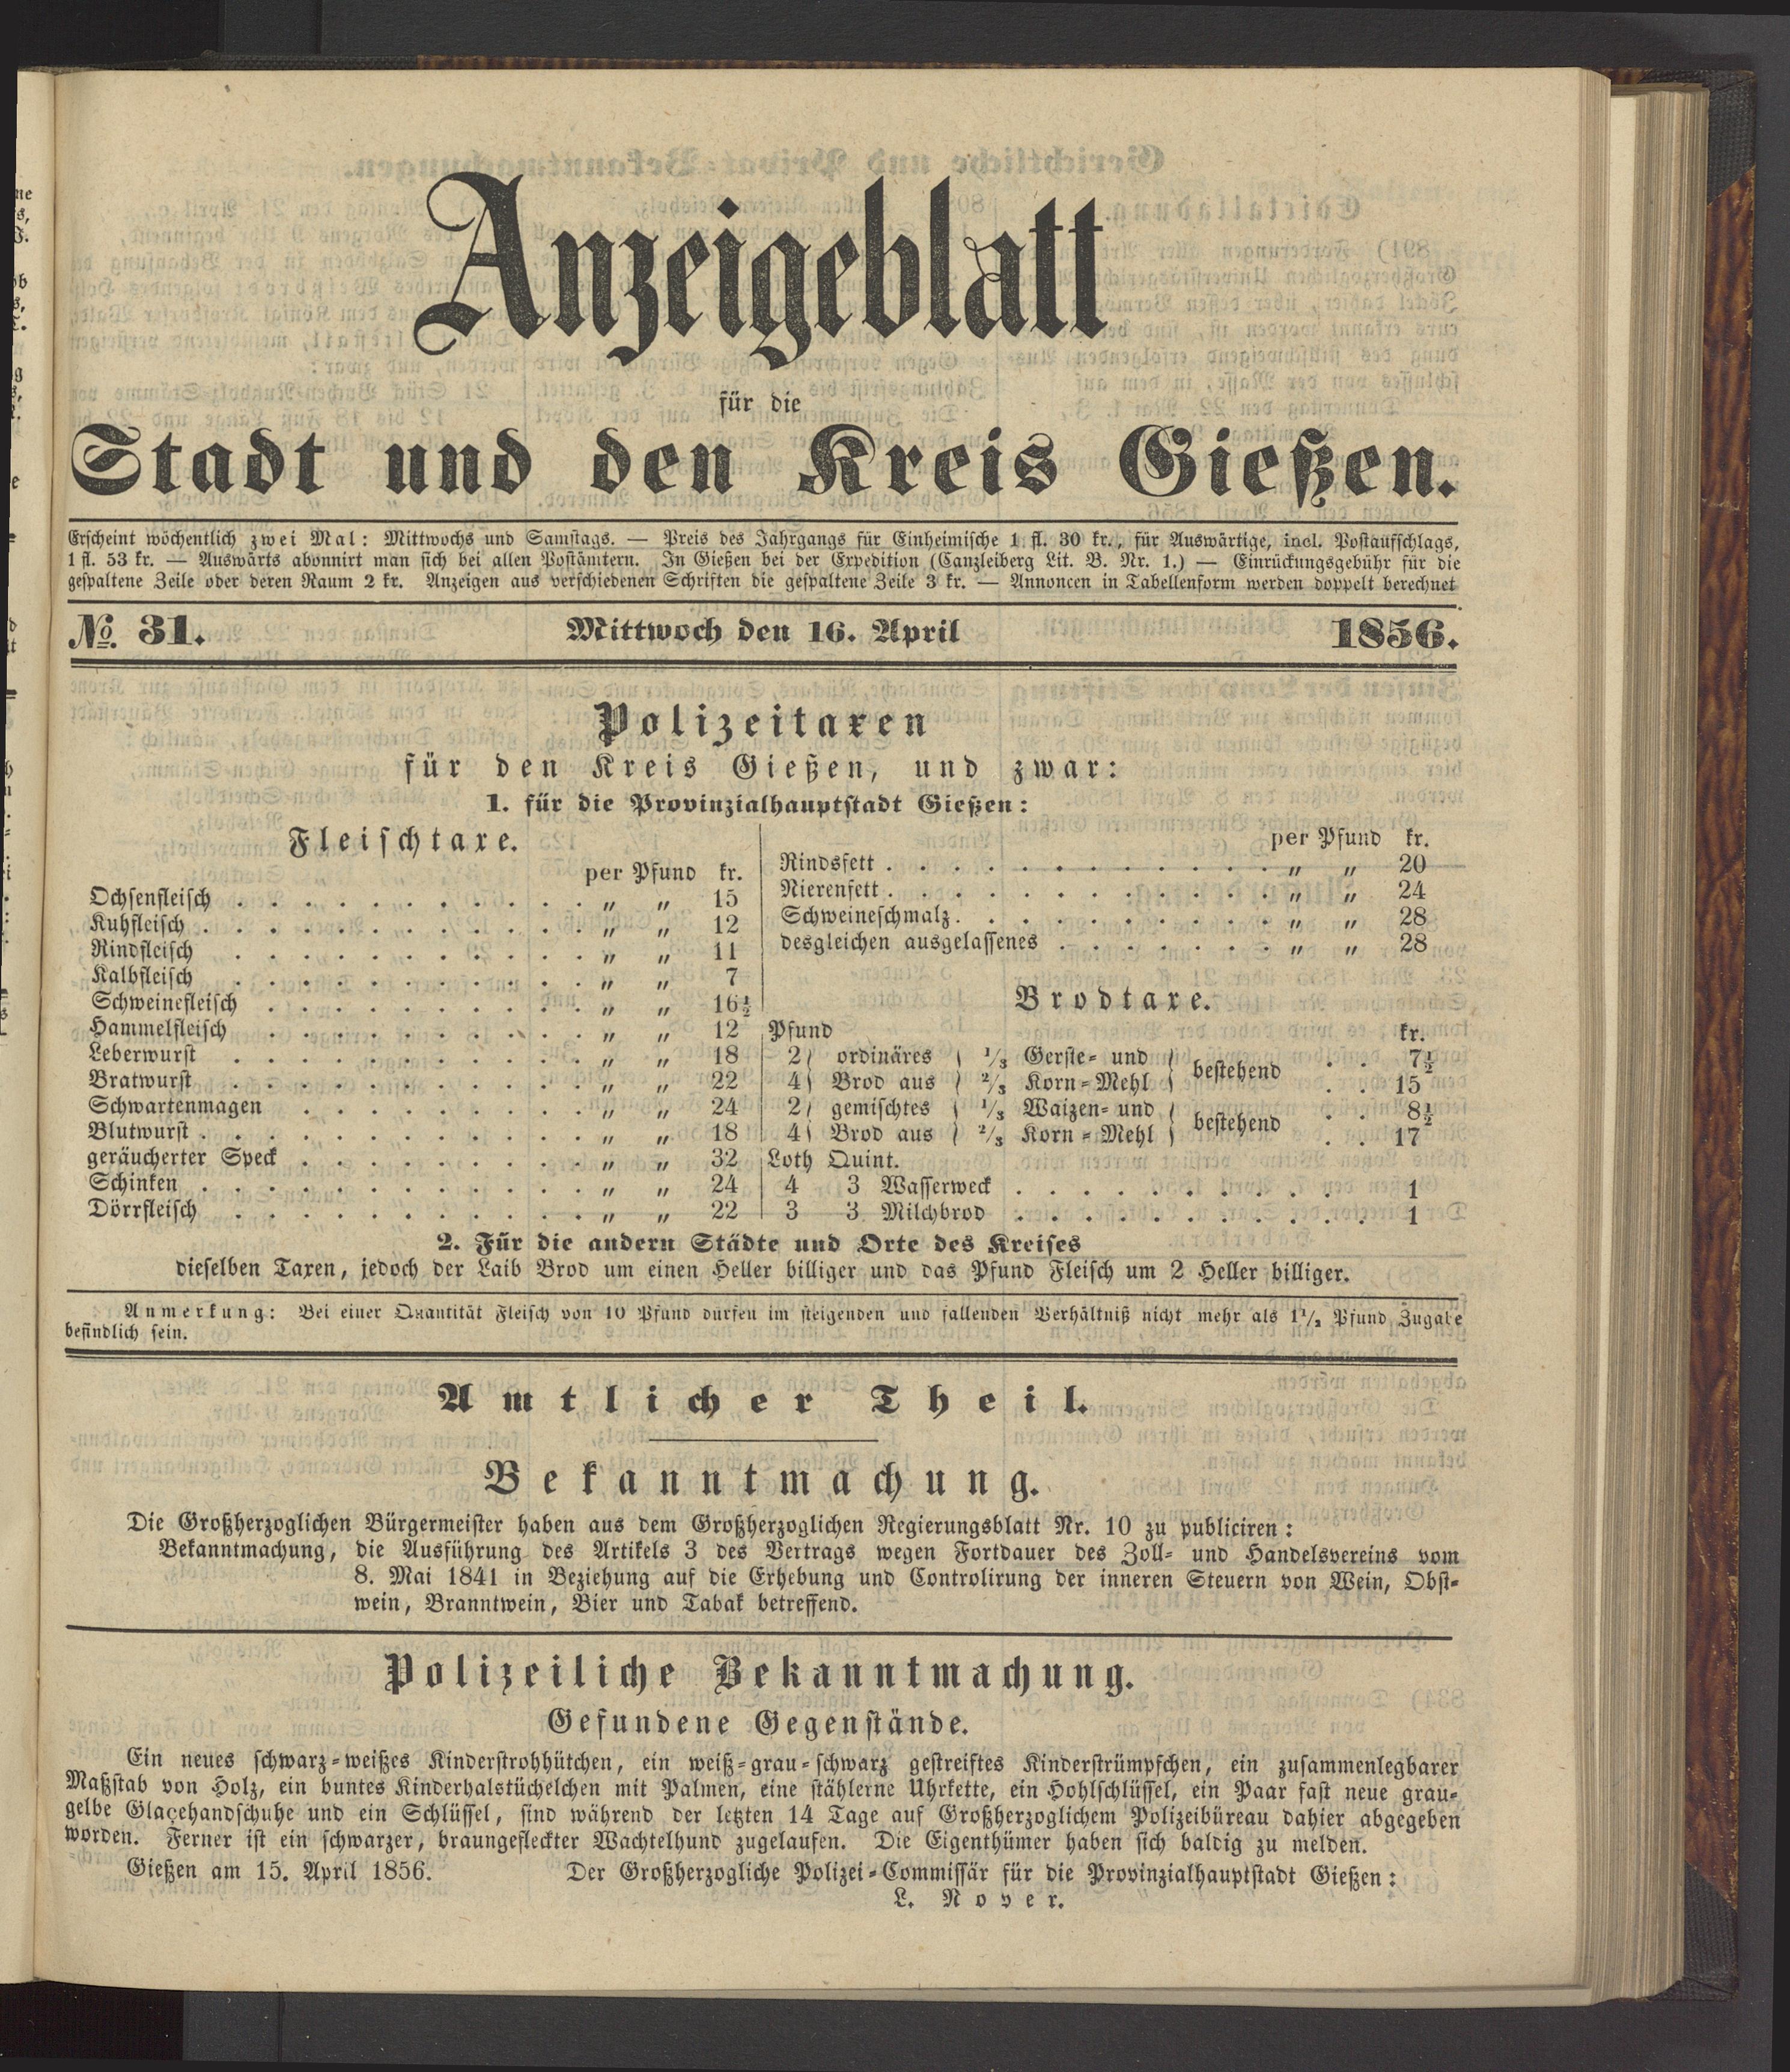 Anzeigeblatt
für die
Stadt und den Kreis Gießen.
Erscheint wöchentlich zwei Mal: Mittwochs und Samstags. — Preis des Jahrgangs für Einheimische 1 fl. 30 kr., für Auswärtige, incl. Postaufschlags,
1 fl. 53 kr. — Auswärts abonnirt man sich bei allen Postämtern. In Gießen bei der Expedition (Canzleiberg Lit. B. Nr. 1.) — Einrückungsgebühr für die
gespaltene Zeile oder deren Raum 2 kr. Anzeigen aus verschiedenen Schriften die gespaltene Zeile 3 kr. — Annoncen in Tabellenform werden doppelt berechnet
No. 31. Mittwoch den 16. April 1856.
Polizeitaxen
für den Kreis Gießen, und zwar:
1. für die Provinzialhauptstadt Gießen:
Fleischtaxe.
per Pfund kr.
Ochsenfleisch . . . . . . . . . . . „ „ 15
Kuhfleisch . . . . . . . . . . . . „ „ 12
Rindfleisch . . . . . . . . . . . „ „ 11
Kalbfleisch . . . . . . . . . . . „ „ 7
Schweinefleisch . . . . . . . . . . „ „ 16½
Hammelfleisch . . . . . . . . . . „ „ 12
Leberwurst . . . . . . . . . . . „ „ 18
Bratwurst . . . . . . . . . . . „ „ 22
Schwartenmagen . . . . . . . . . „ „ 24
Blutwurst . . . . . . . . . . . . „ „ 18
geräucherter Speck . . . . . . . . . „ „ 32
Schinken . . . . . . . . . . . . „ „ 24
Dörrfleisch . . . . . . . . . . . „ „ 22
per Pfund kr.
Rindsfett . . . . . . . . . . . . „ „ 20
Nierenfett . . . . . . . . . . . . „ „ 24
Schweineschmalz . . . . . . . . . . „ „ 28
desgleichen ausgelassenes . . . . . . . „ „ 28
Brodtaxe.
Pfund kr.
2} ordinäres { 1/3 Gerste- und } bestehend . . 7½
4} Brod aus { 2/3 Korn-Mehl } . . 15
2} gemischtes { 1/3 Waizen- und } bestehend . . 8½
4} Brod aus { 2/3 Korn-Mehl } . . 17
Loth Quint.
4 3 Wasserweck . . . . . . . . . . 1
3 3 Milchbrod . . . . . . . . . . . 1
2. Für die andern Städte und Orte des Kreises
dieselben Taxen, jedoch der Laib Brod um einen Heller billiger und das Pfund Fleisch um 2 Heller billiger.
Anmerkung: Bei einer Quantität Fleisch von 10 Pfund dürfen im steigenden und fallenden Verhältniß nicht mehr als 1 1/2 Pfund Zugabe
befindlich sein.
Amtlicher Theil.
Bekanntmachung.
Die Großherzoglichen Bürgermeister haben aus dem Großherzoglichen Regierungsblatt Nr. 10 zu publiciren:
Bekanntmachung, die Ausführung des Artikels 3 des Vertrags wegen Fortdauer des Zoll- und Handelsvereins vom
8. Mai 1841 in Beziehung auf die Erhebung und Controlirung der inneren Steuern von Wein, Obst-
wein, Branntwein, Bier und Tabak betreffend.
Polizeiliche Bekanntmachung.
Gefundene Gegenstände.
Ein neues schwarz-weißes Kinderstrohhütchen, ein weiß-grau-schwarz gestreiftes Kinderstrümpfchen, ein zusammenlegbarer
Maßstab von Holz, ein buntes Kinderhalstüchelchen mit Palmen, eine stählerne Uhrkette, ein Hohlschlüssel, ein Paar fast neue grau-
gelbe Glacehandschuhe und ein Schlüssel, sind während der letzten 14 Tage auf Großherzoglichem Polizeibüreau dahier abgegeben
worden. Ferner ist ein schwarzer, braungefleckter Wachtelhund zugelaufen. Die Eigenthümer haben sich baldig zu melden.
Gießen am 15. April 1856. Der Großherzogliche Polizei-Commissär für die Provinzialhauptstadt Gießen:
L. Nover.